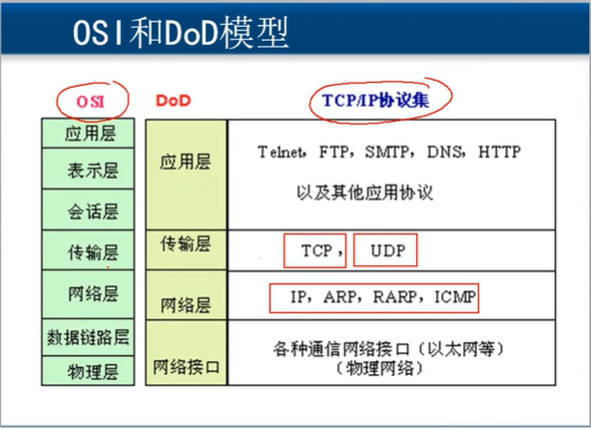 OSI和DoD模型
OSI DoD TCP/IP协议集
应用层
表示层
会话层
传输层
网络层
数据链路层
物理层
应用层
传输层
网络层
网络接口
Telnet, FTP, SMTP, DNS, HTTP
以及其他应用协议
TCP, UDP
IP, ARP, RARP, ICMP
各种通信网络接口(以太网等)
(物理网络)